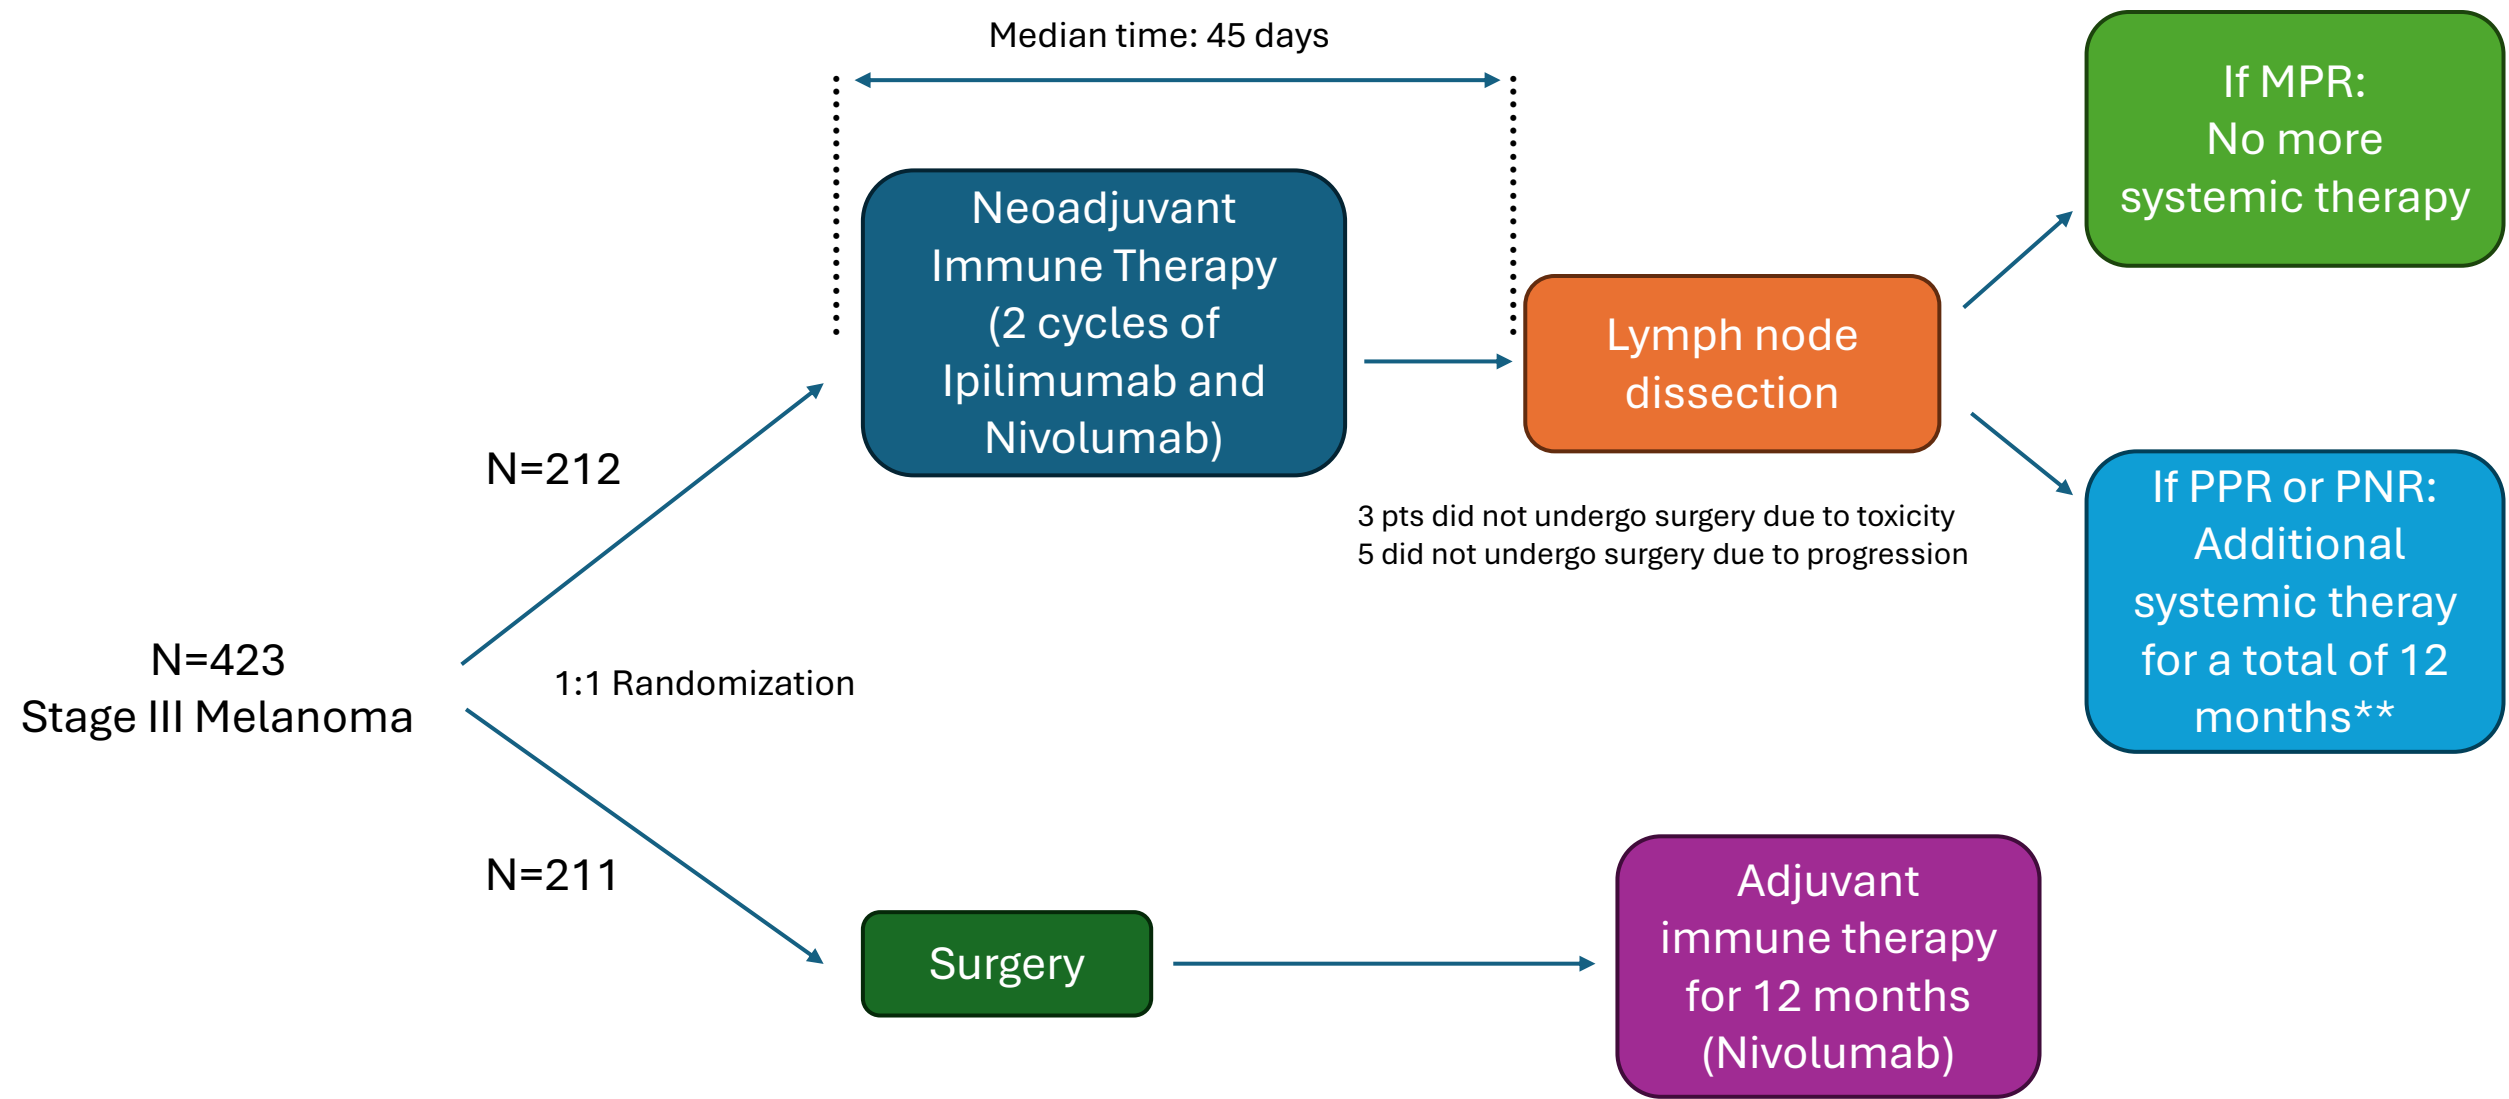 Median time: 45 days
If MPR:
No more
systemic therapy
Neoadjuvant
Immune Therapy
(2 cycles of
Ipilimumab and
Nivolumab)
Lymph node
dissection
N=212
3 pts did not undergo surgery due to toxicity
5 did not undergo surgery due to progression
If PPR or PNR:
Additional
systemic theray
for a total of 12
months**
N=423
Stage III Melanoma
1:1 Randomization
N=211
Surgery
Adjuvant
immune therapy
for 12 months
(Nivolumab)